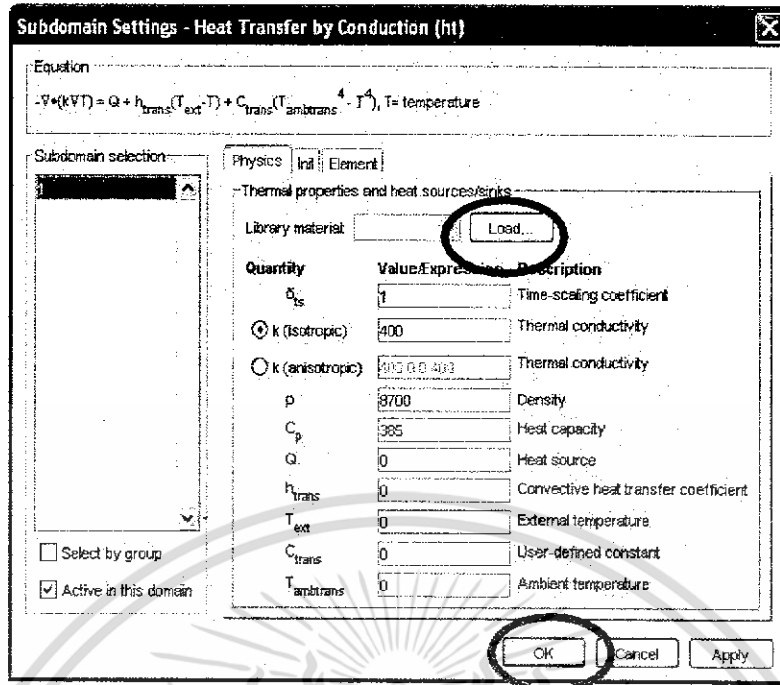 Subdomain Settings - Heat Transfer by Conduction (ht)
Equation
-∇•(k∇T) = Q + h_trans(T_ext-T) + C_trans(T_ambtrans^4 - T^4), T= temperature
Subdomain selection
1
Select by group
Active in this domain
Physics Init Element
Thermal properties and heat sources/sinks
Library material: Load...
Quantity Value/Expression Description
δ_ts 1 Time-scaling coefficient
k (isotropic) 400 Thermal conductivity
k (anisotropic) 400 0 0 400 Thermal conductivity
ρ 8700 Density
C_p 385 Heat capacity
Q 0 Heat source
h_trans 0 Convective heat transfer coefficient
T_ext 0 External temperature
C_trans 0 User-defined constant
T_ambtrans 0 Ambient temperature
OK Cancel Apply